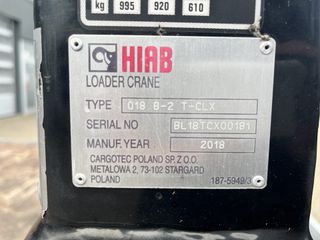 kg 995 920 610
HIAB
LOADER CRANE
TYPE 018 B-2 T-CLX
SERIAL NO BL18TCX00181
MANUF. YEAR 2018
CARGOTEC POLAND SP. Z O.O.
METALOWA 2, 73-102 STARGARD
POLAND 187-5949/3